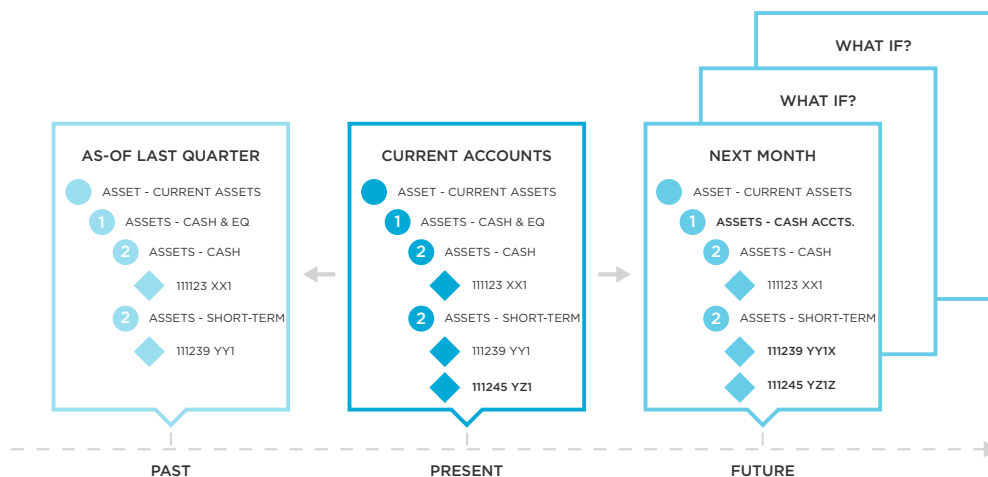 WHAT IF?
WHAT IF?
AS-OF LAST QUARTER
ASSET - CURRENT ASSETS
1 ASSETS - CASH & EQ
2 ASSETS - CASH
111123 XX1
2 ASSETS - SHORT-TERM
111239 YY1
CURRENT ACCOUNTS
ASSET - CURRENT ASSETS
1 ASSETS - CASH & EQ
2 ASSETS - CASH
111123 XX1
2 ASSETS - SHORT-TERM
111239 YY1
111245 YZ1
NEXT MONTH
ASSET - CURRENT ASSETS
1 ASSETS - CASH ACCTS.
2 ASSETS - CASH
111123 XX1
2 ASSETS - SHORT-TERM
111239 YY1X
111245 YZ1Z
PAST
PRESENT
FUTURE